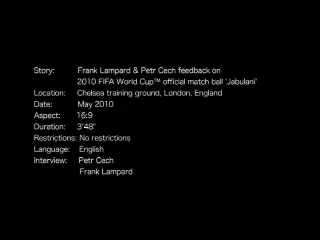 Story: Frank Lampard & Petr Cech feedback on
2010 FIFA World Cup™ official match ball 'Jabulani'
Location: Chelsea training ground, London, England
Date: May 2010
Aspect: 16:9
Duration: 3'48"
Restrictions: No restrictions
Language: English
Interview: Petr Cech
Frank Lampard